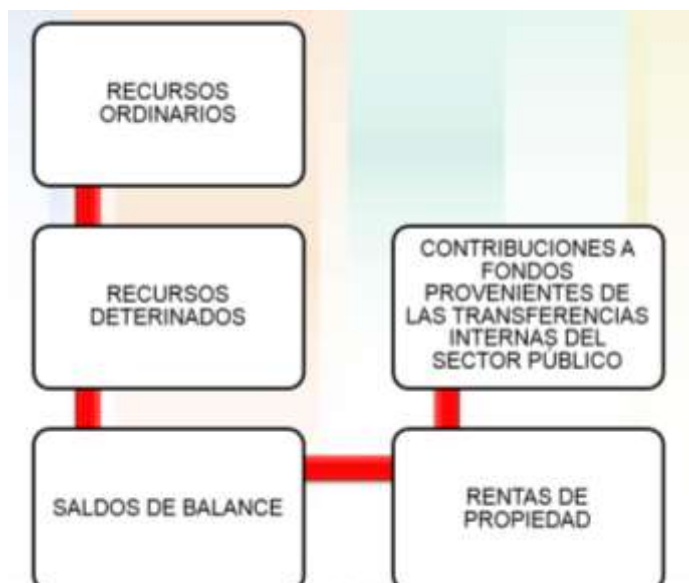 RECURSOS
ORDINARIOS
RECURSOS
DETERINADOS
SALDOS DE BALANCE
RENTAS DE
PROPIEDAD
CONTRIBUCIONES A
FONDOS
PROVENIENTES DE
LAS TRANSFERENCIAS
INTERNAS DEL
SECTOR PÚBLICO